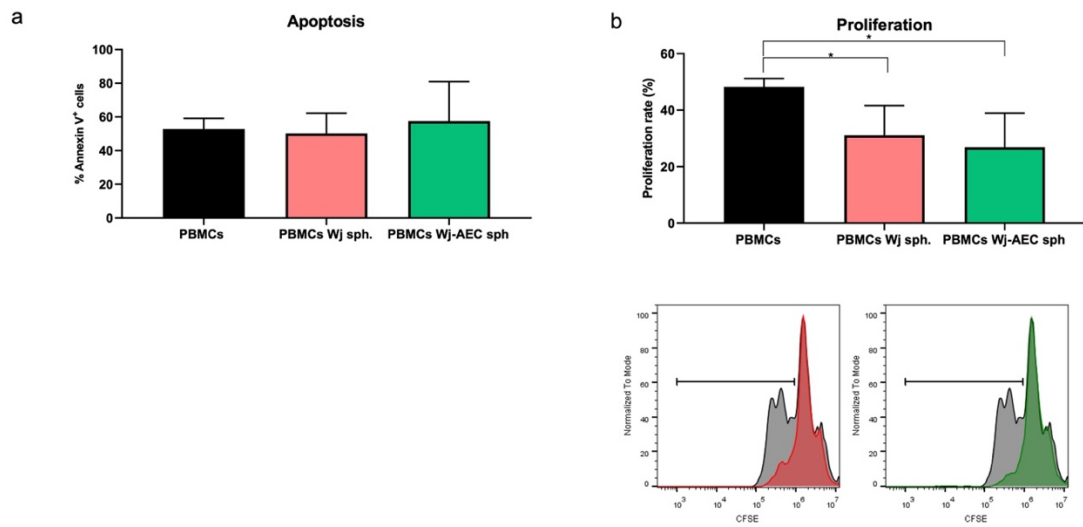 a
Apoptosis
% Annexin V⁺ cells
100
80
60
40
20
0
PBMCs
PBMCs Wj sph.
PBMCs Wj-AEC sph
b
Proliferation
*
*
Proliferation rate (%)
60
40
20
0
PBMCs
PBMCs Wj sph.
PBMCs Wj-AEC sph
Normalized To Mode
100
80
60
40
20
0
10³
10⁴
10⁵
10⁶
10⁷
CFSE
Normalized To Mode
100
80
60
40
20
0
10³
10⁴
10⁵
10⁶
10⁷
CFSE